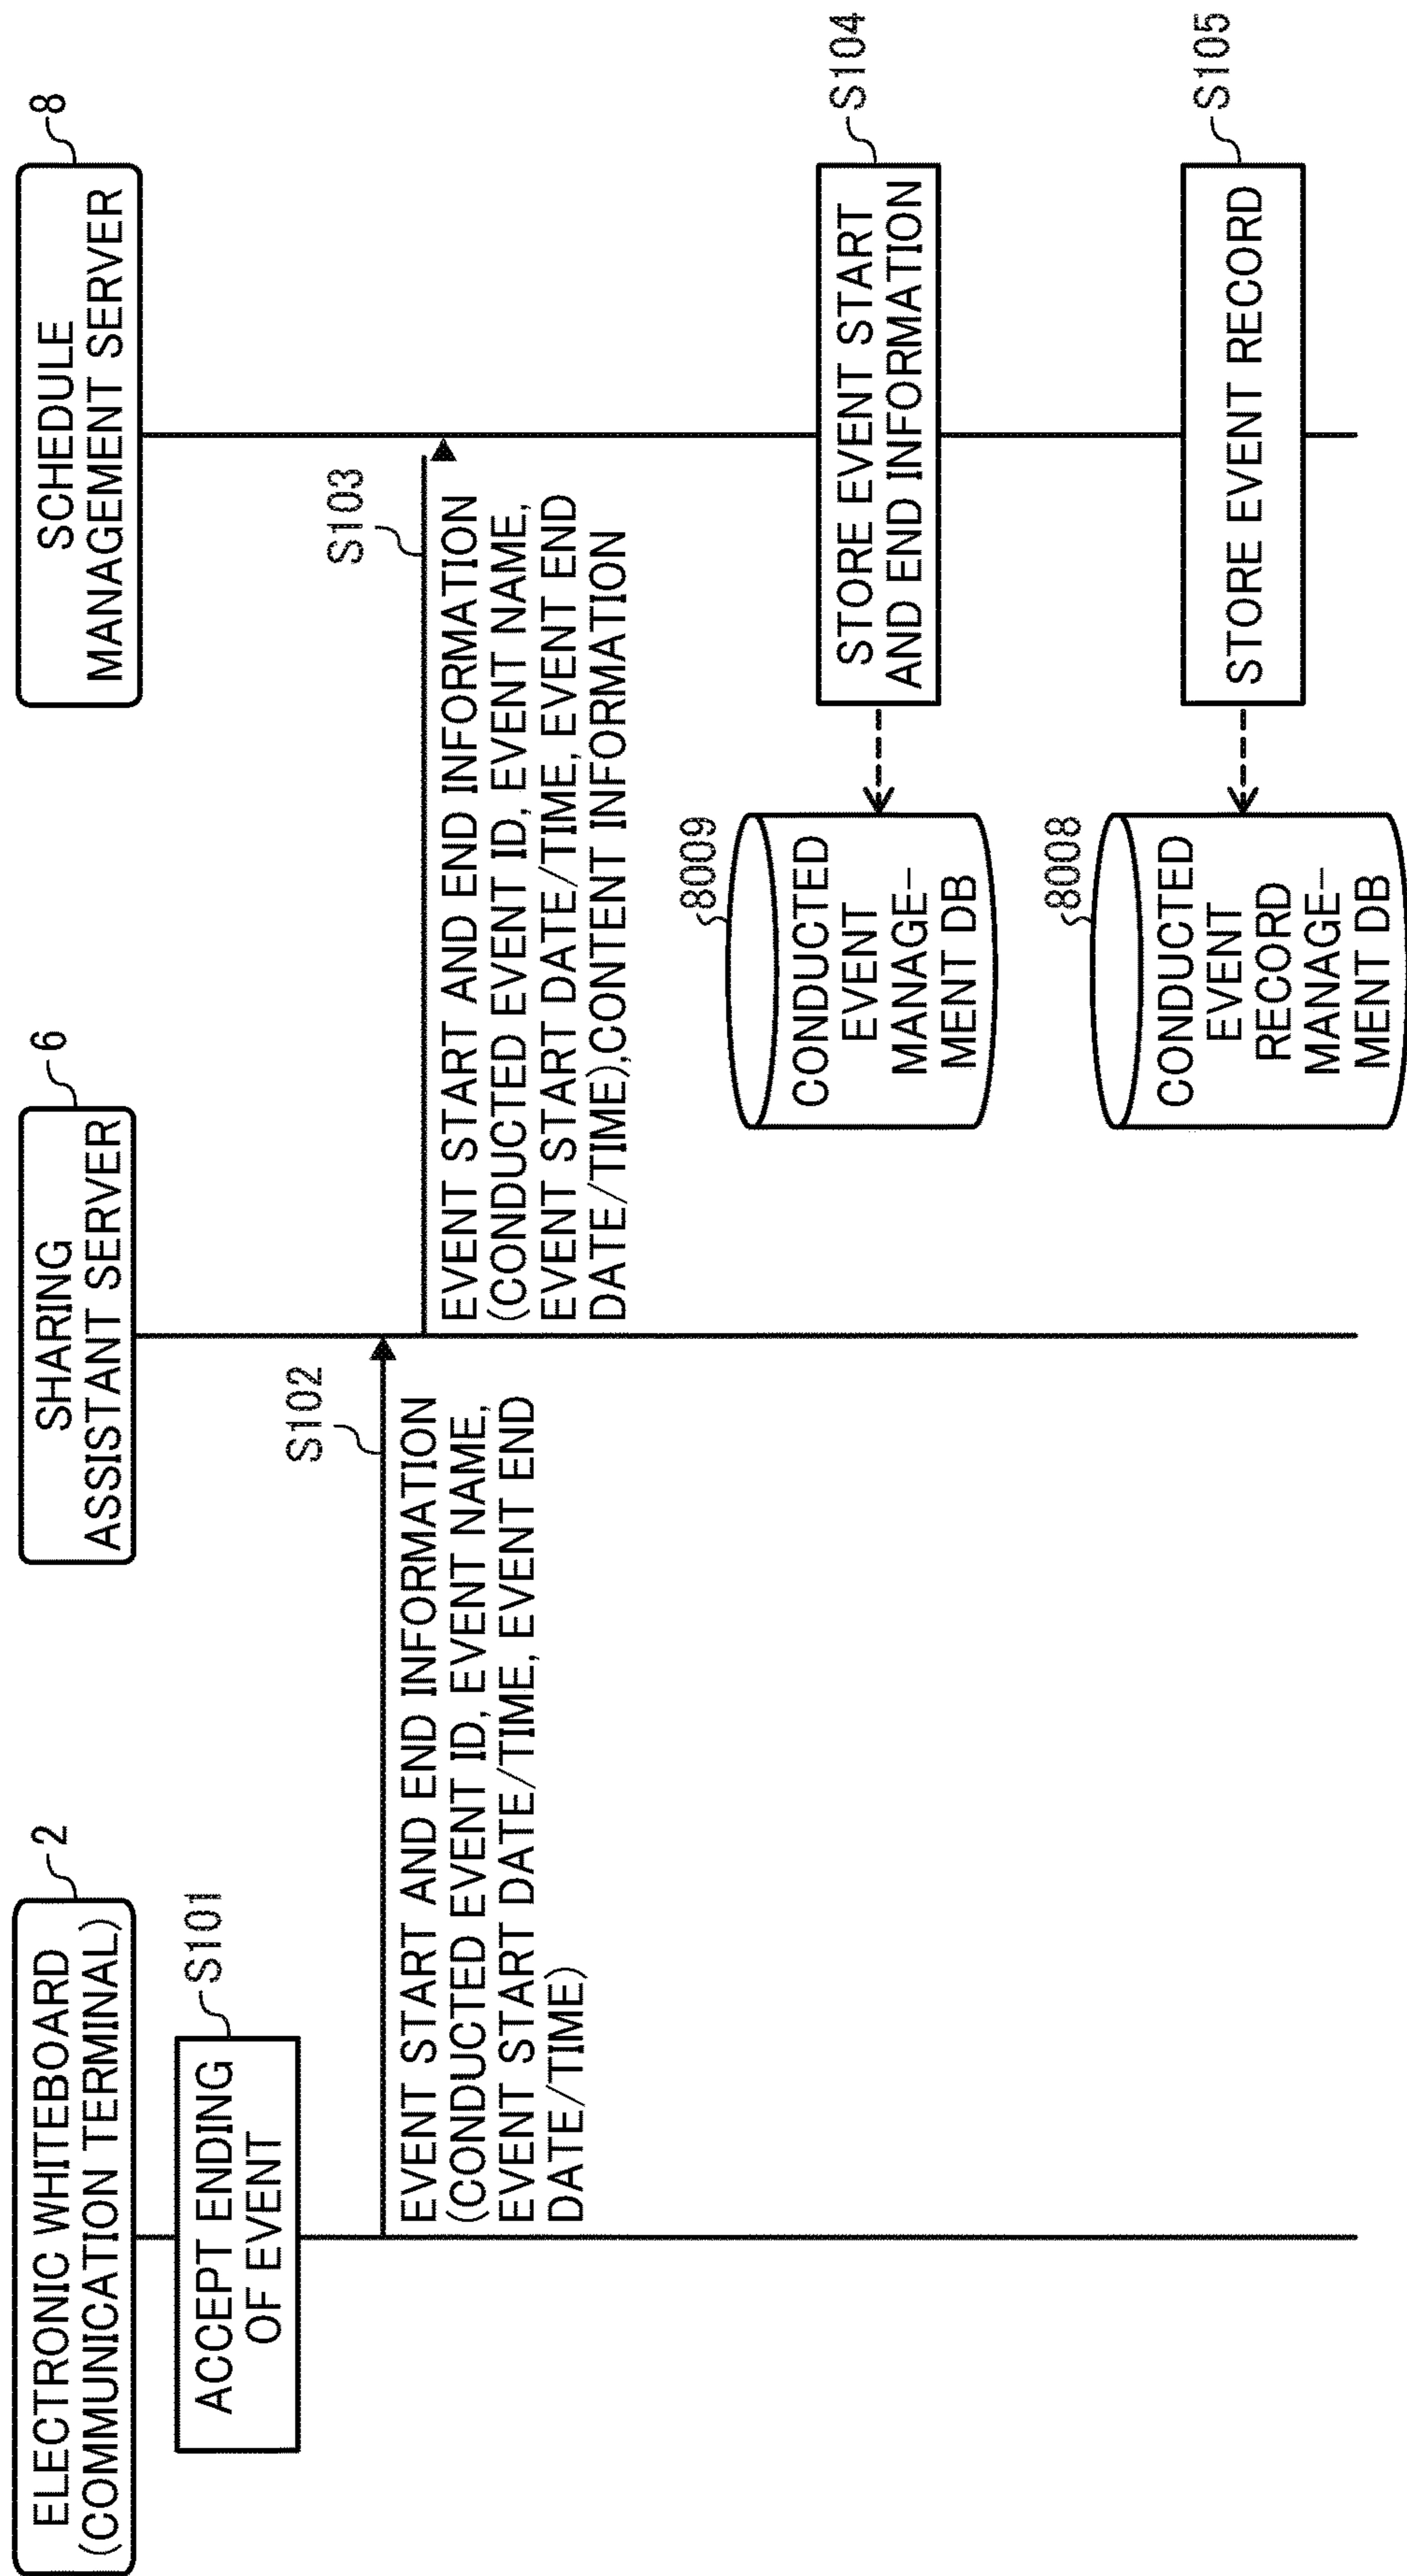 ELECTRONIC WHITEBOARD
(COMMUNICATION TERMINAL)
2
SHARING
ASSISTANT SERVER
6
SCHEDULE
MANAGEMENT SERVER
8
ACCEPT ENDING
OF EVENT
S101
S102
EVENT START AND END INFORMATION
(CONDUCTED EVENT ID, EVENT NAME,
EVENT START DATE/TIME, EVENT END
DATE/TIME)
S103
EVENT START AND END INFORMATION
(CONDUCTED EVENT ID, EVENT NAME,
EVENT START DATE/TIME, EVENT END
DATE/TIME),CONTENT INFORMATION
8009
CONDUCTED
EVENT
MANAGE-
MENT DB
STORE EVENT START
AND END INFORMATION
S104
8008
CONDUCTED
EVENT
RECORD
MANAGE-
MENT DB
STORE EVENT RECORD
S105